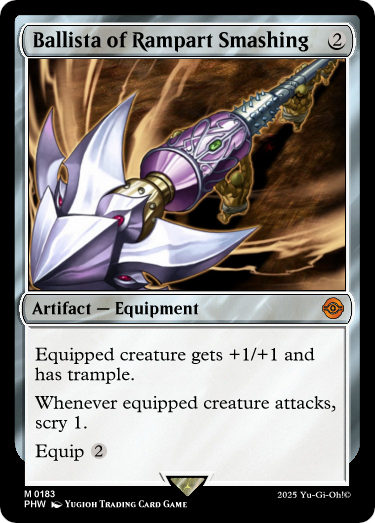 Ballista of Rampart Smashing 2
Artifact — Equipment
Equipped creature gets +1/+1 and
has trample.
Whenever equipped creature attacks,
scry 1.
Equip 2
M 0183
PHW YUGIOH TRADING CARD GAME
2025 Yu-Gi-Oh!©